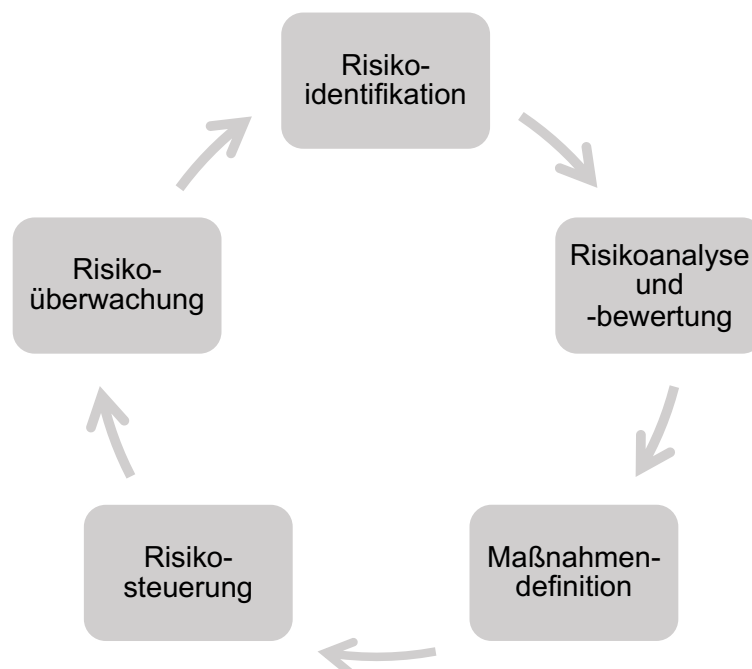 Risiko-
identifikation
Risikoanalyse
und
-bewertung
Maßnahmen-
definition
Risiko-
steuerung
Risiko-
überwachung